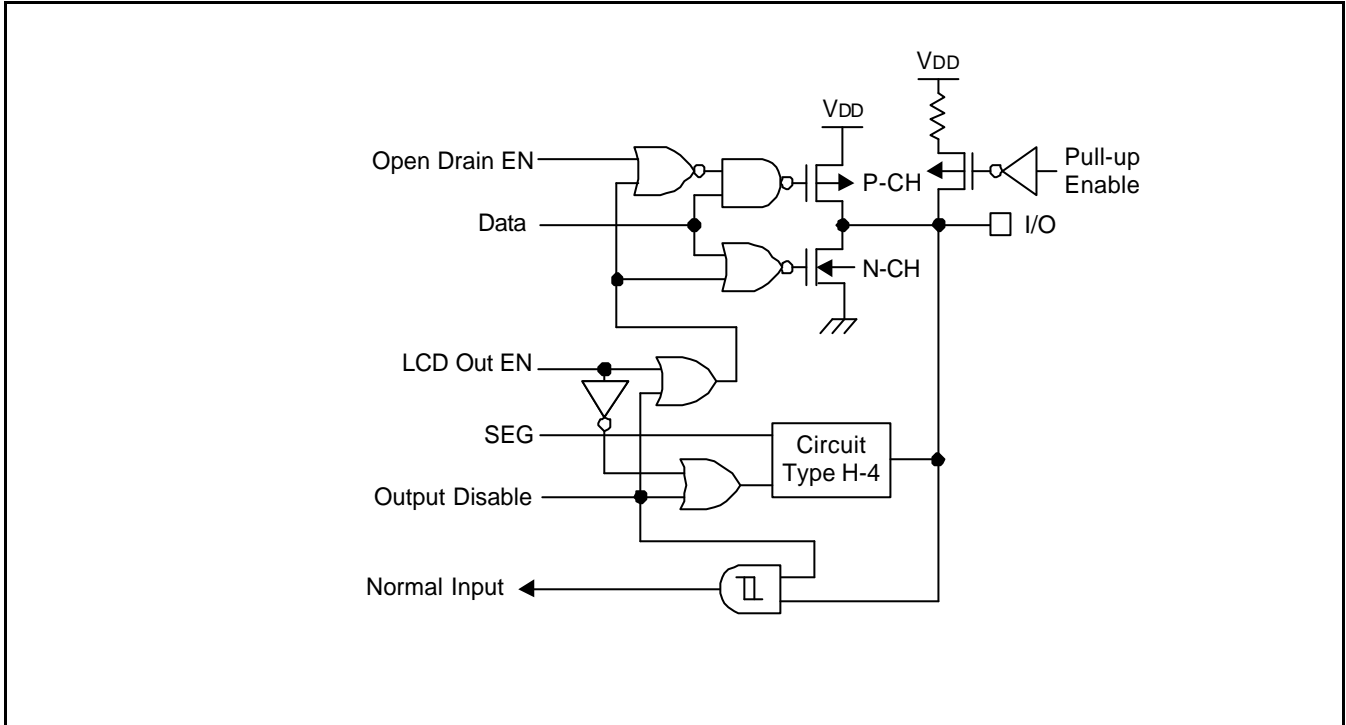 VDD
VDD
Open Drain EN
P-CH
Pull-up
Enable
Data
I/O
N-CH
LCD Out EN
SEG
Circuit
Type H-4
Output Disable
Normal Input